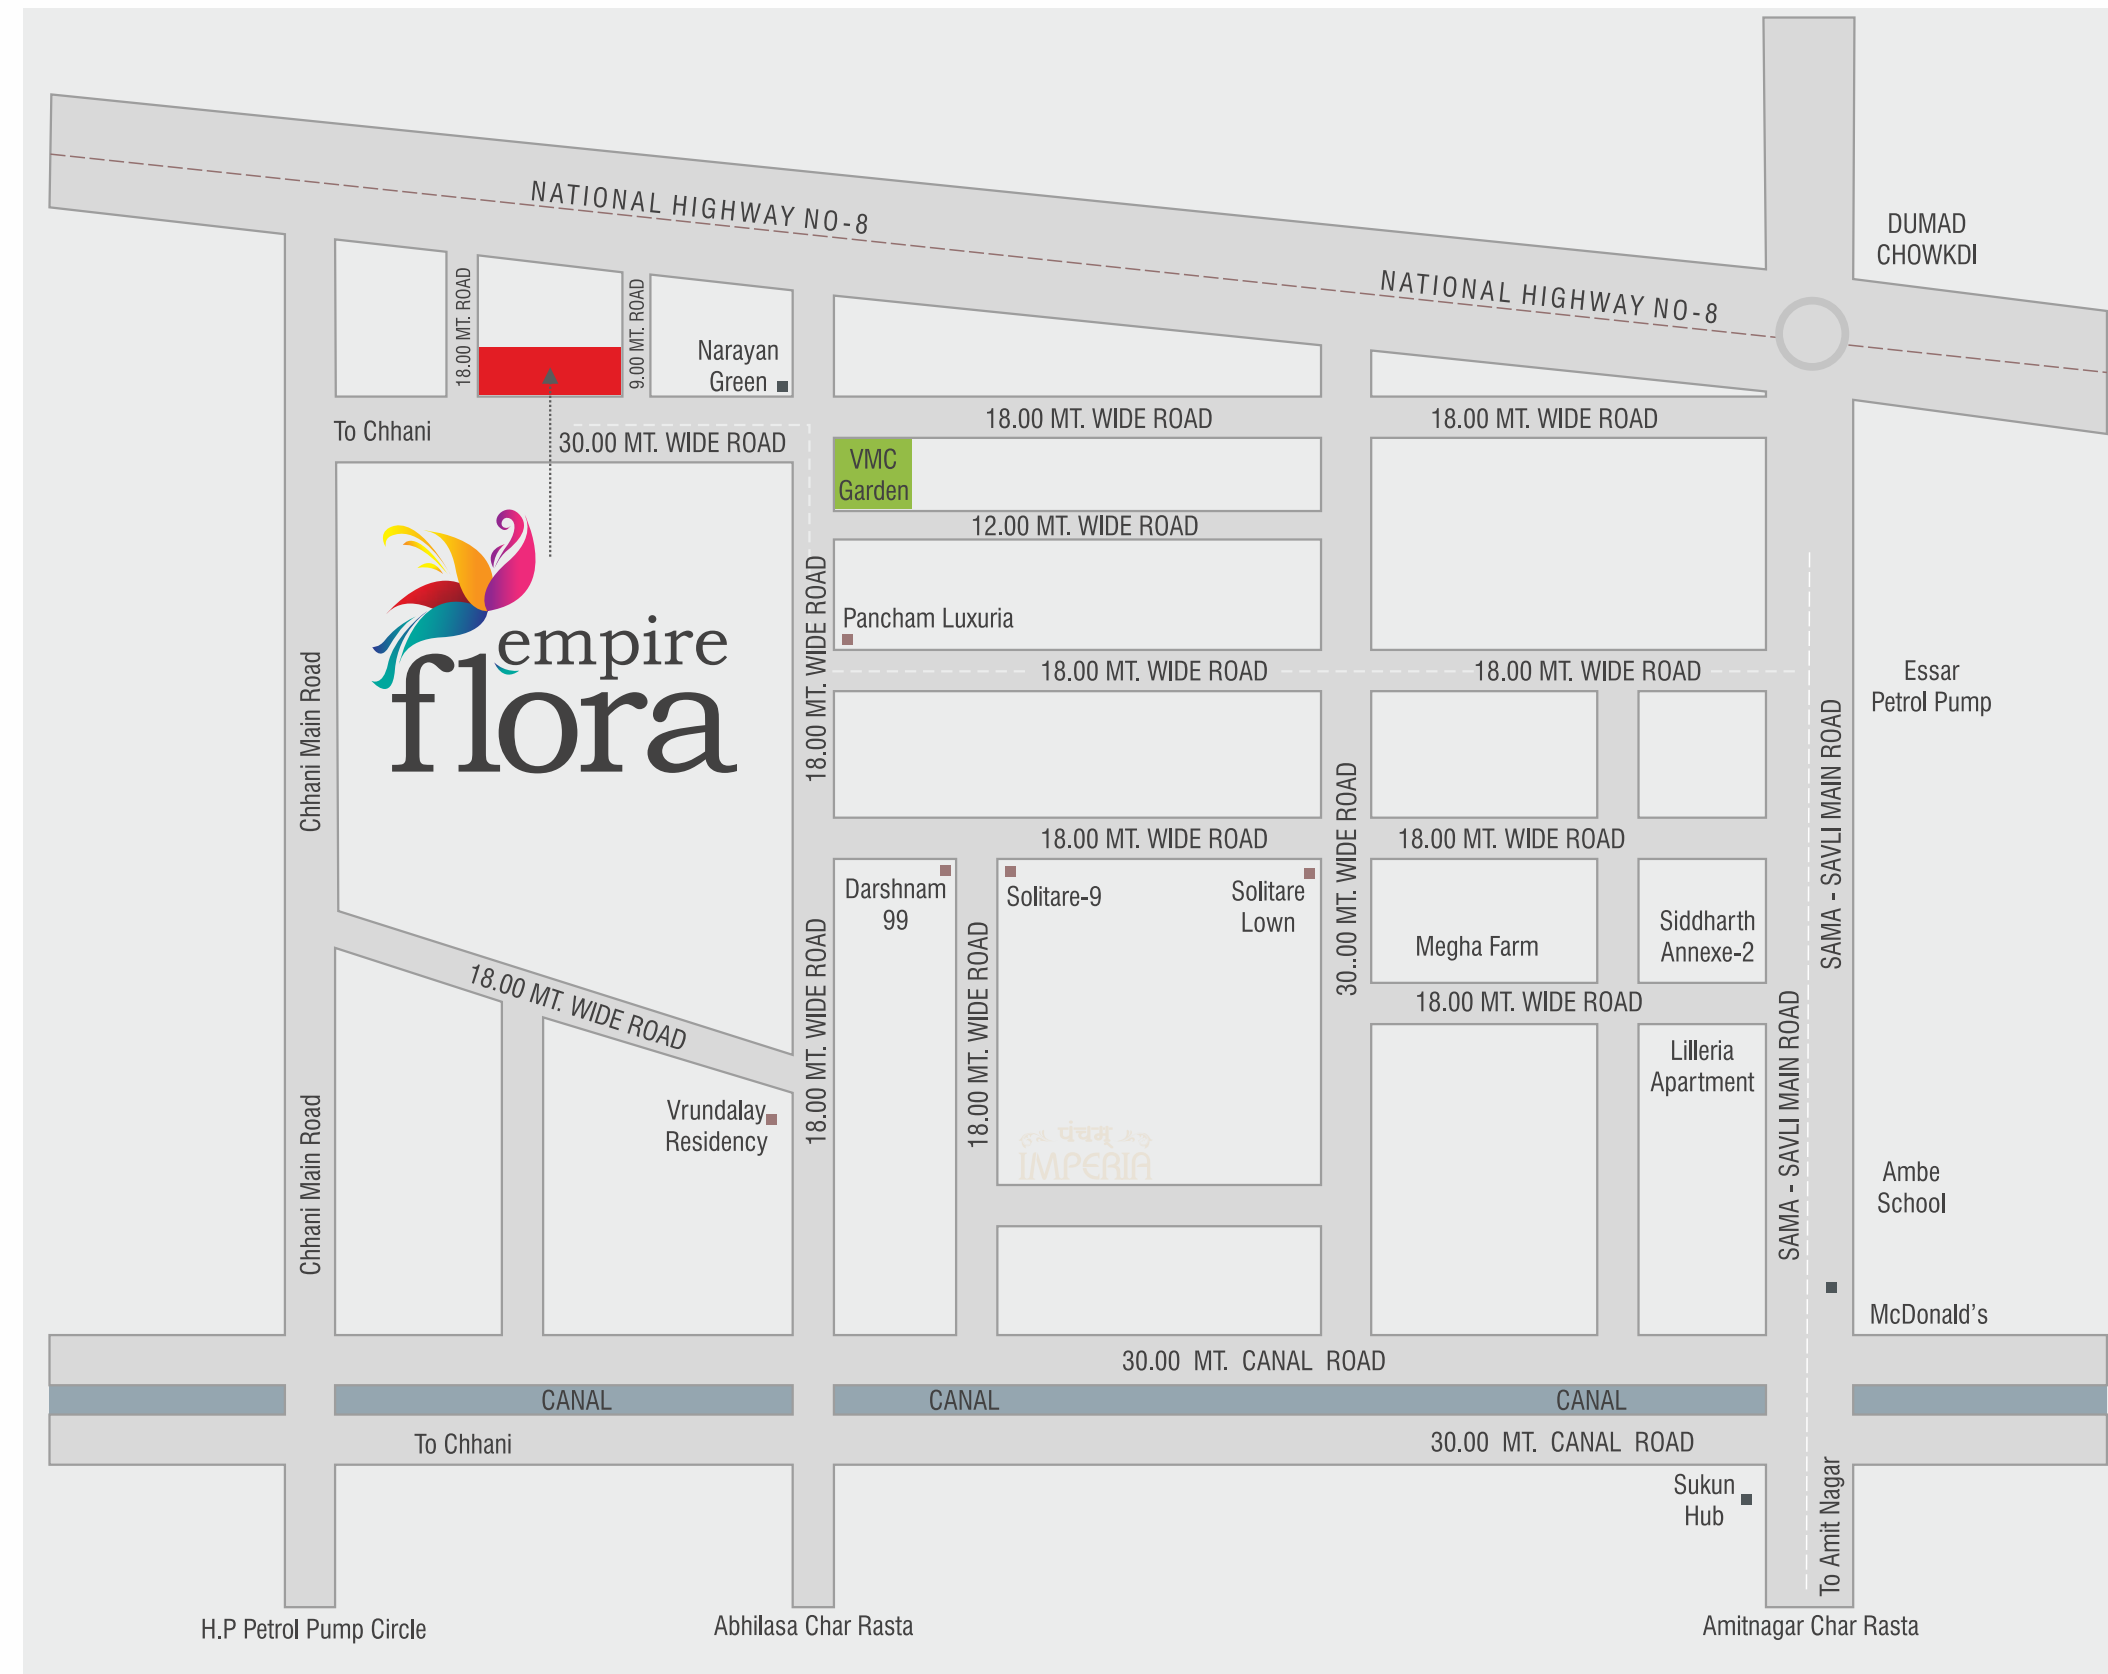 NATIONAL HIGHWAY NO-8
NATIONAL HIGHWAY NO-8
DUMAD
CHOWKDI
18.00 MT. ROAD
9.00 MT. ROAD
Narayan
Green
To Chhani
30.00 MT. WIDE ROAD
18.00 MT. WIDE ROAD
18.00 MT. WIDE ROAD
VMC
Garden
12.00 MT. WIDE ROAD
empire
flora
18.00 MT. WIDE ROAD
Pancham Luxuria
18.00 MT. WIDE ROAD
18.00 MT. WIDE ROAD
Essar
Petrol Pump
Chhani Main Road
SAMA - SAVLI MAIN ROAD
30..00 MT. WIDE ROAD
18.00 MT. WIDE ROAD
18.00 MT. WIDE ROAD
Darshnam
99
Solitare-9
Solitare
Lown
Megha Farm
Siddharth
Annexe-2
18.00 MT. WIDE ROAD
18.00 MT. WIDE ROAD
18.00 MT. WIDE ROAD
18.00 MT. WIDE ROAD
SAMA - SAVLI MAIN ROAD
Lilleria
Apartment
Vrundalay
Residency
Chhani Main Road
पंचम्
IMPERIA
Ambe
School
McDonald's
30.00 MT. CANAL ROAD
CANAL
CANAL
CANAL
To Chhani
30.00 MT. CANAL ROAD
Sukun
Hub
To Amit Nagar
H.P Petrol Pump Circle
Abhilasa Char Rasta
Amitnagar Char Rasta